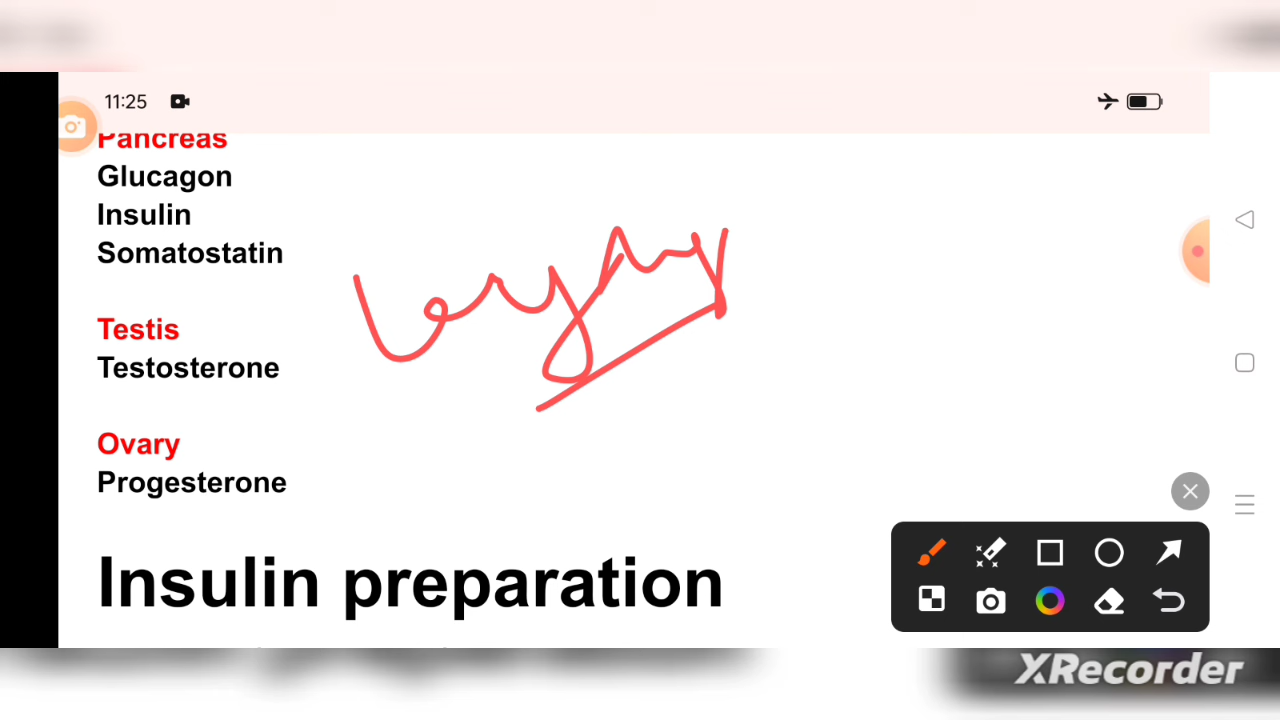 11:25
Pancreas
Glucagon
Insulin
Somatostatin
Testis
Testosterone
Ovary
Progesterone
Insulin preparation
XRecorder